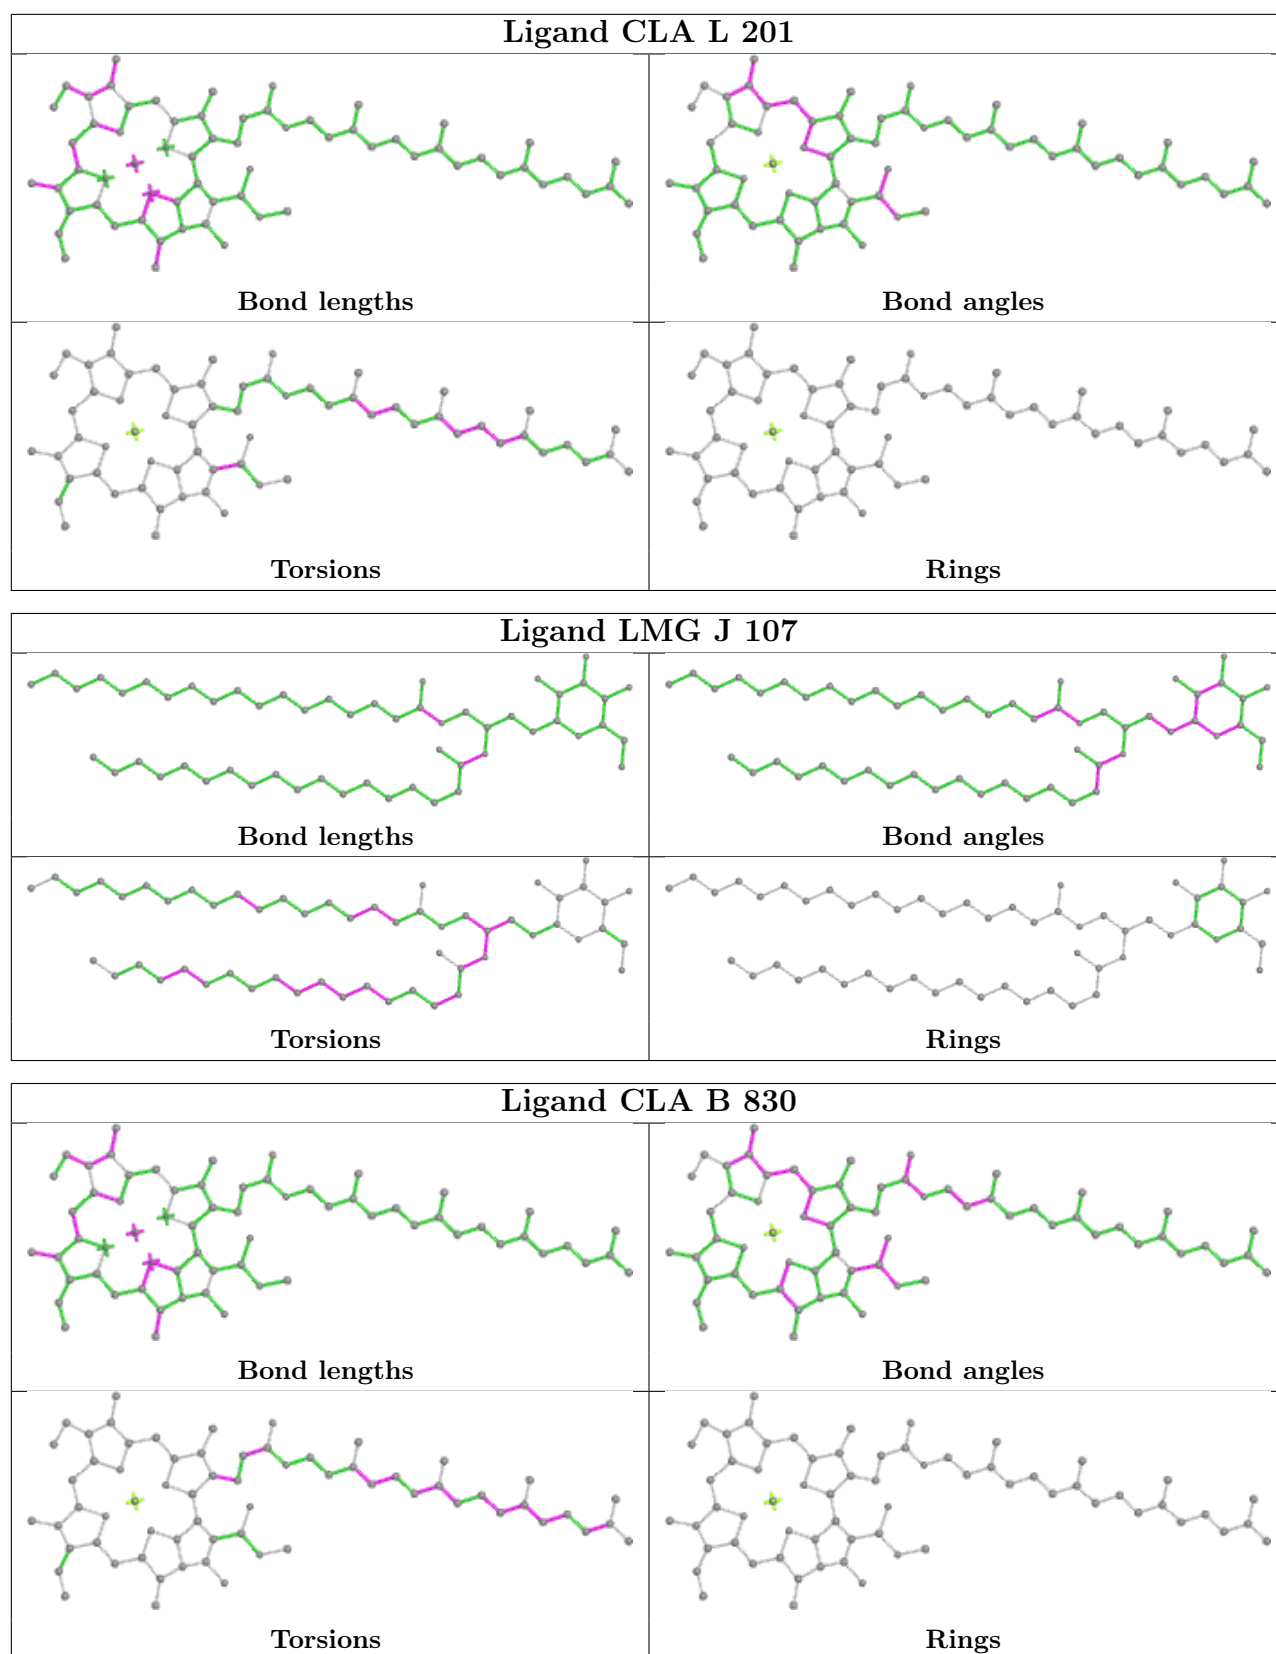 Ligand CLA L 201
Bond lengths
Bond angles
Torsions
Rings
Ligand LMG J 107
Bond lengths
Bond angles
Torsions
Rings
Ligand CLA B 830
Bond lengths
Bond angles
Torsions
Rings